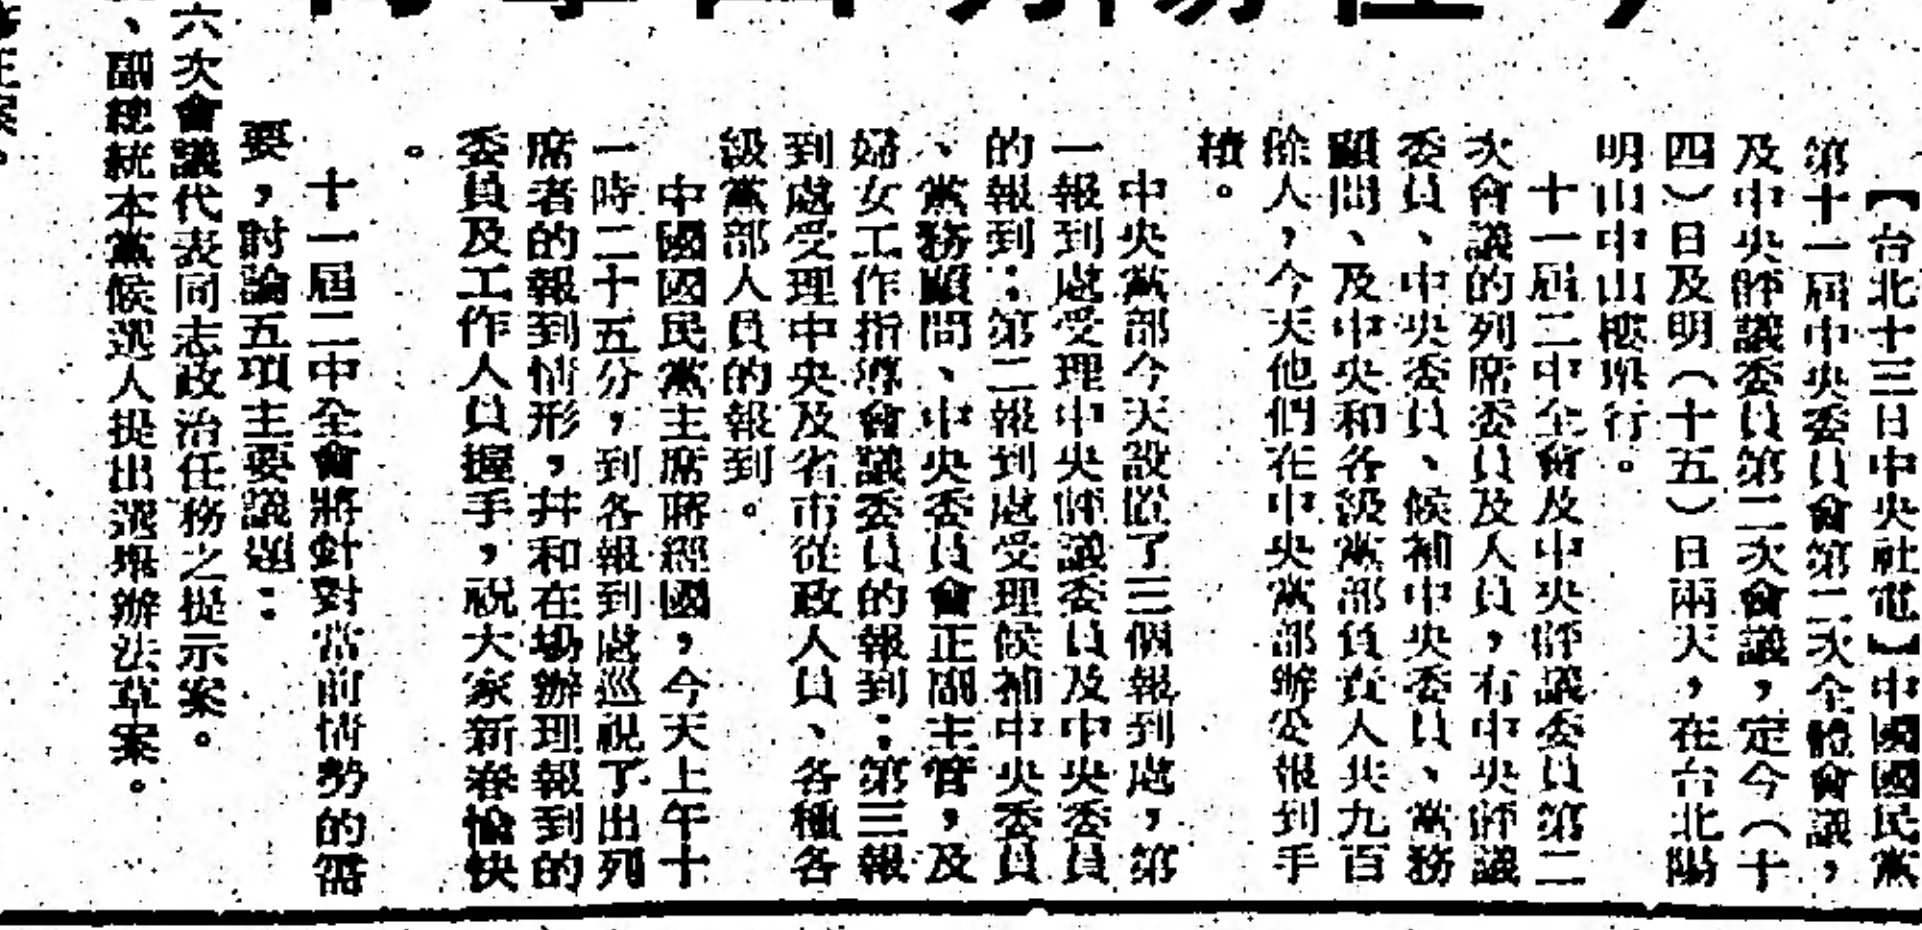 【台北十三日中央社電】中國國民黨
第十一屆中央委員會第二次全體會議，
及中央評議委員第二次會議，定今（十
四）日及明（十五）日兩天，在台北陽
明山中山樓舉行。
十一屆二中全會及中央評議委員第二
次會議的列席委員及人員，有中央評議
委員、中央委員、候補中央委員、黨務
顧問、及中央和各級黨部負責人共九百
餘人，今天他們在中央黨部辦公報到手
續。
中央黨部今天設置了三個報到處，第
一報到處受理中央評議委員及中央委員
的報到；第二報到處受理候補中央委員
、黨務顧問、中央委員會正副主管，及
婦女工作指導會議委員的報到；第三報
到處受理中央及省市從政人員、各種各
級黨部人員的報到。
中國國民黨主席蔣經國，今天上午十
一時二十五分，到各報到處巡視了出列
席者的報到情形，并和在場辦理報到的
委員及工作人員握手，祝大家新春愉快
。
十一屆二中全會將針對當前情勢的需
要，討論五項主要議題：
六次會議代表同志政治任務之提示案。
、副總統本黨候選人提出選舉辦法草案。
正案。